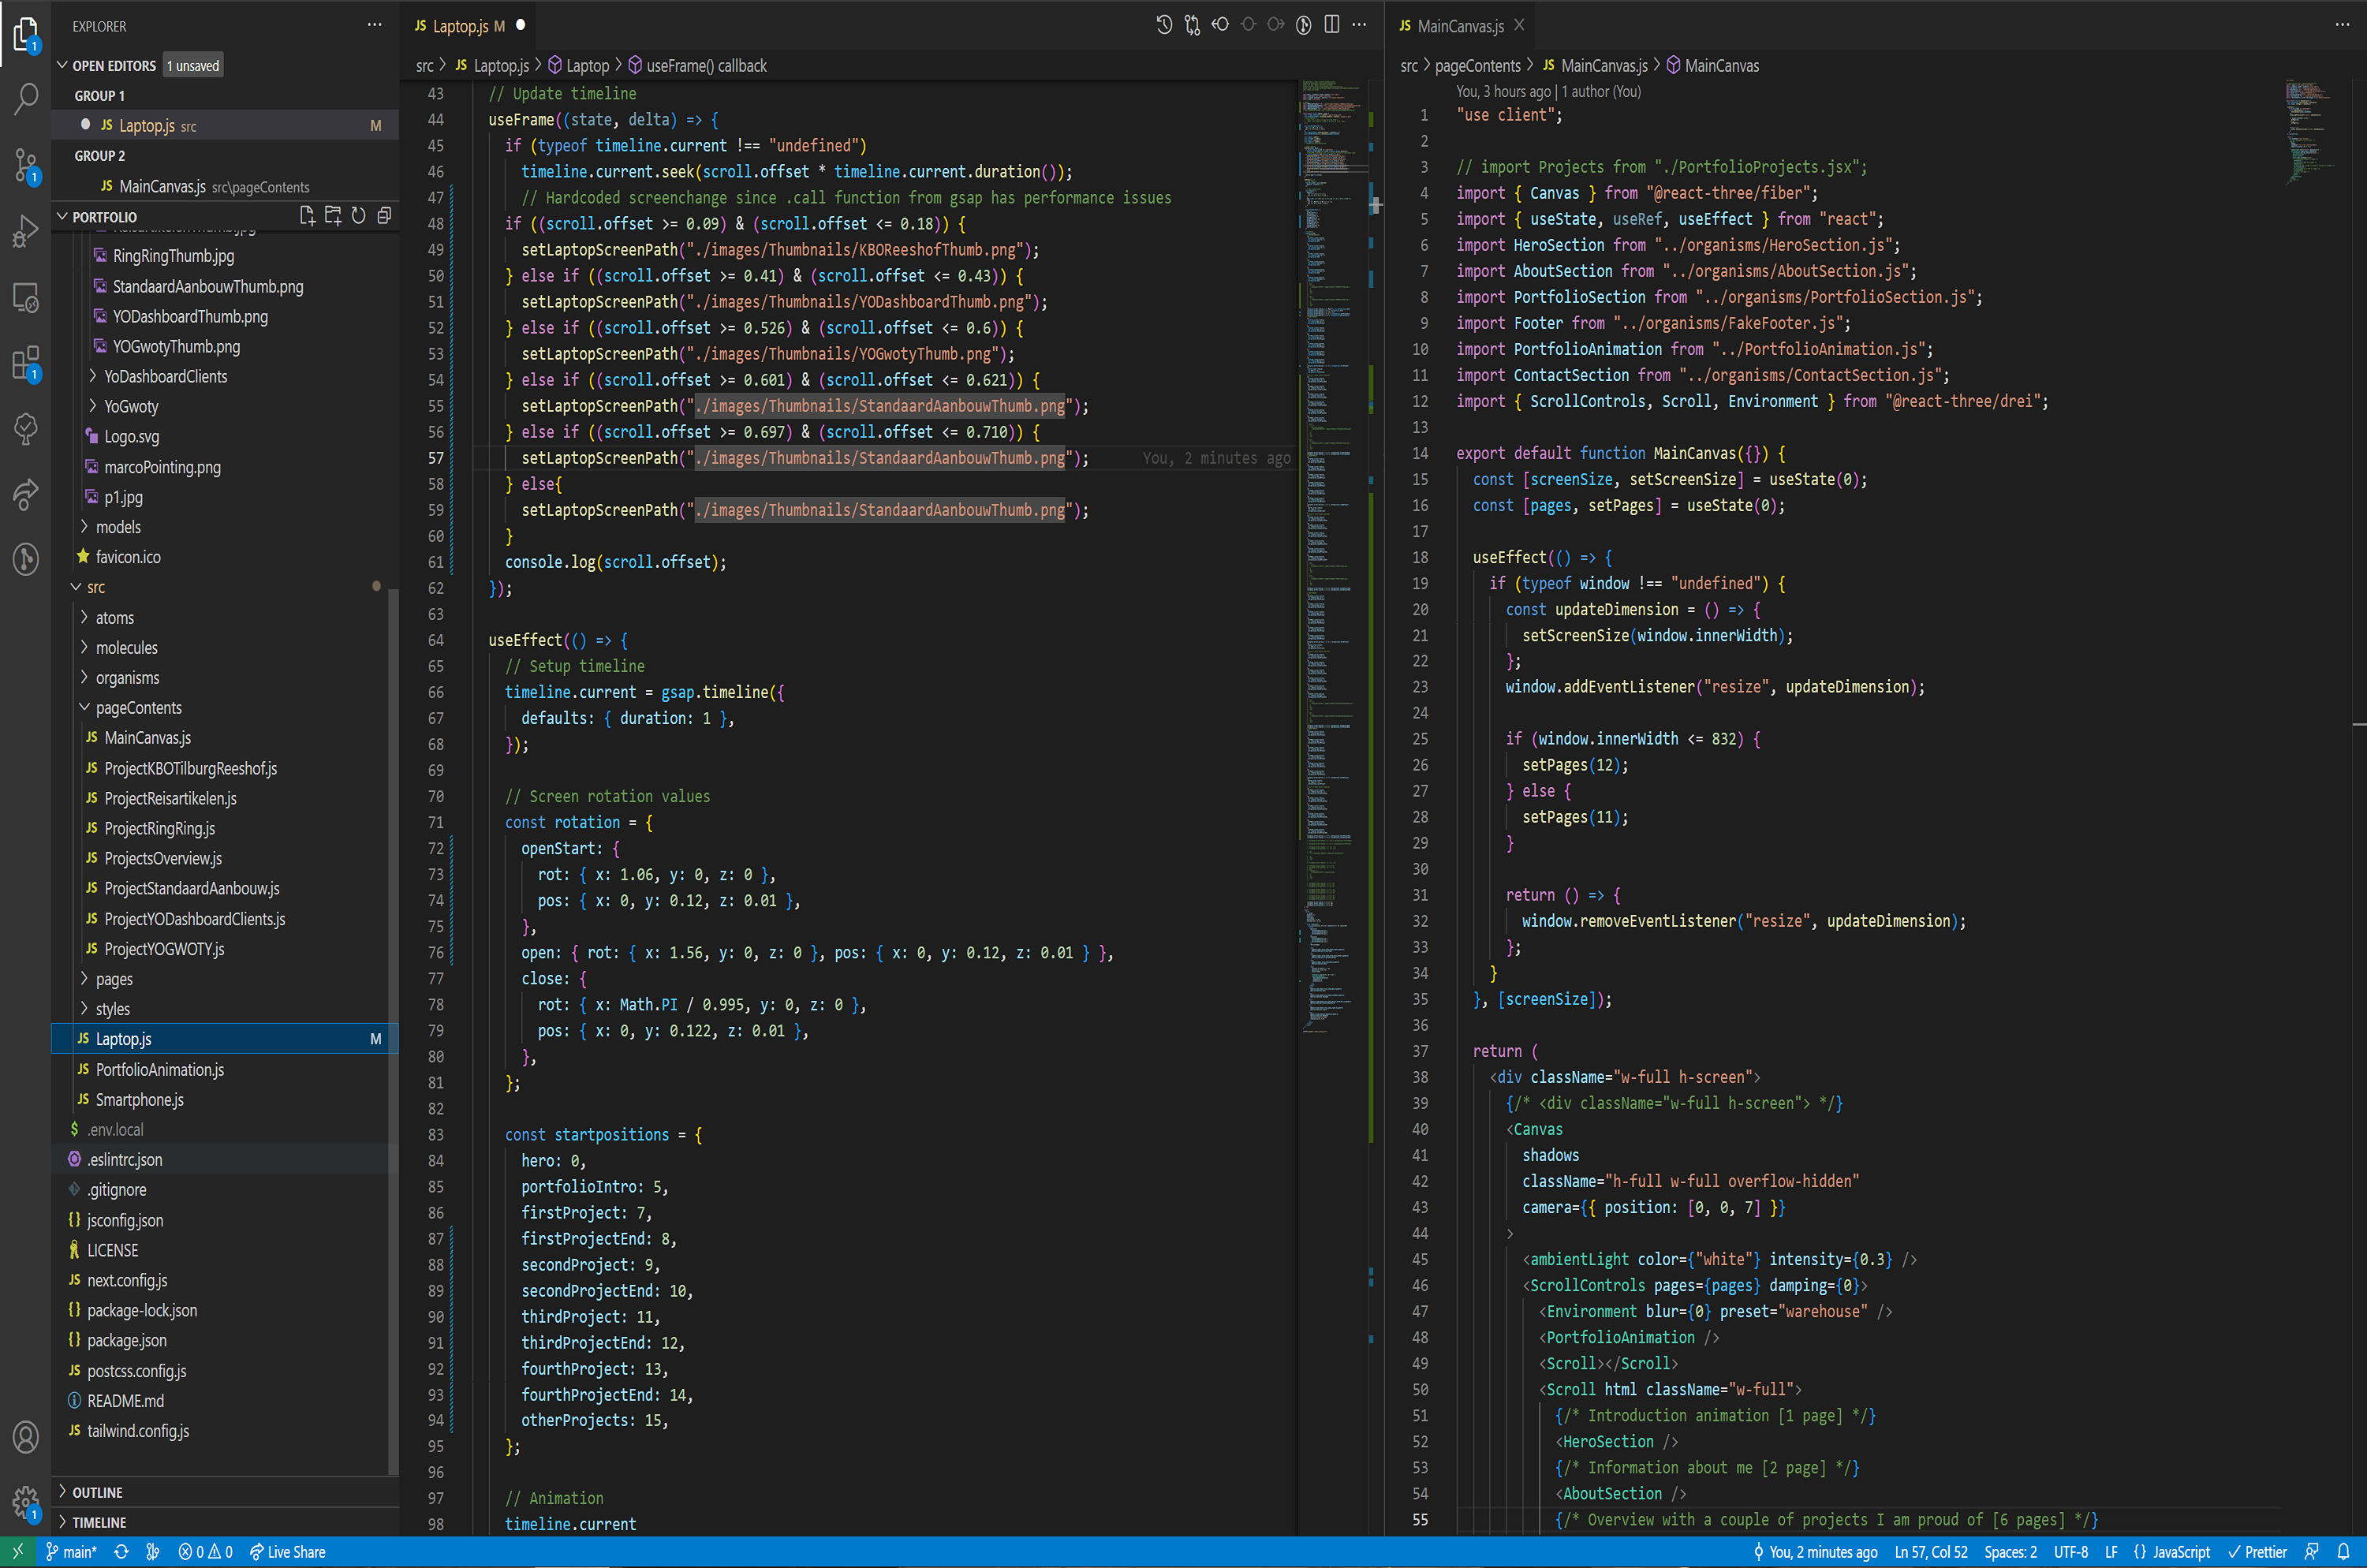 EXPLORER
OPEN EDITORS 1 unsaved
GROUP 1
JS Laptop.js src M
GROUP 2
JS MainCanvas.js src\pageContents
PORTFOLIO
RingRingThumb.jpg
StandaardAanbouwThumb.png
YODashboardThumb.png
YOGwotyThumb.png
YoDashboardClients
YoGwoty
Logo.svg
marcoPointing.png
p1.jpg
models
favicon.ico
src
atoms
molecules
organisms
pageContents
JS MainCanvas.js
JS ProjectKBOTilburgReeshof.js
JS ProjectReisartikelen.js
JS ProjectRingRing.js
JS ProjectsOverview.js
JS ProjectStandaardAanbouw.js
JS ProjectYODashboardClients.js
JS ProjectYOGWOTY.js
pages
styles
JS Laptop.js M
JS PortfolioAnimation.js
JS Smartphone.js
$ .env.local
.eslintrc.json
.gitignore
{} jsconfig.json
LICENSE
JS next.config.js
{} package-lock.json
{} package.json
JS postcss.config.js
README.md
JS tailwind.config.js
OUTLINE
TIMELINE
JS Laptop.js M
src > JS Laptop.js > Laptop > useFrame() callback
43 // Update timeline
44 useFrame((state, delta) => {
45 if (typeof timeline.current !== "undefined")
46 timeline.current.seek(scroll.offset * timeline.current.duration());
47 // Hardcoded screenchange since .call function from gsap has performance issues
48 if ((scroll.offset >= 0.09) & (scroll.offset <= 0.18)) {
49 setLaptopScreenPath("./images/Thumbnails/KBOReeshofThumb.png");
50 } else if ((scroll.offset >= 0.41) & (scroll.offset <= 0.43)) {
51 setLaptopScreenPath("./images/Thumbnails/YODashboardThumb.png");
52 } else if ((scroll.offset >= 0.526) & (scroll.offset <= 0.6)) {
53 setLaptopScreenPath("./images/Thumbnails/YOGwotyThumb.png");
54 } else if ((scroll.offset >= 0.601) & (scroll.offset <= 0.621)) {
55 setLaptopScreenPath("./images/Thumbnails/StandaardAanbouwThumb.png");
56 } else if ((scroll.offset >= 0.697) & (scroll.offset <= 0.710)) {
57 setLaptopScreenPath("./images/Thumbnails/StandaardAanbouwThumb.png"); You, 2 minutes ago
58 } else{
59 setLaptopScreenPath("./images/Thumbnails/StandaardAanbouwThumb.png");
60 }
61 console.log(scroll.offset);
62 });
63
64 useEffect(() => {
65 // Setup timeline
66 timeline.current = gsap.timeline({
67 defaults: { duration: 1 },
68 });
69
70 // Screen rotation values
71 const rotation = {
72 openStart: {
73 rot: { x: 1.06, y: 0, z: 0 },
74 pos: { x: 0, y: 0.12, z: 0.01 },
75 },
76 open: { rot: { x: 1.56, y: 0, z: 0 }, pos: { x: 0, y: 0.12, z: 0.01 } },
77 close: {
78 rot: { x: Math.PI / 0.995, y: 0, z: 0 },
79 pos: { x: 0, y: 0.122, z: 0.01 },
80 },
81 };
82
83 const startpositions = {
84 hero: 0,
85 portfolioIntro: 5,
86 firstProject: 7,
87 firstProjectEnd: 8,
88 secondProject: 9,
89 secondProjectEnd: 10,
90 thirdProject: 11,
91 thirdProjectEnd: 12,
92 fourthProject: 13,
93 fourthProjectEnd: 14,
94 otherProjects: 15,
95 };
96
97 // Animation
98 timeline.current
JS MainCanvas.js
src > pageContents > JS MainCanvas.js > MainCanvas
You, 3 hours ago | 1 author (You)
1 "use client";
2
3 // import Projects from "./PortfolioProjects.jsx";
4 import { Canvas } from "@react-three/fiber";
5 import { useState, useRef, useEffect } from "react";
6 import HeroSection from "../organisms/HeroSection.js";
7 import AboutSection from "../organisms/AboutSection.js";
8 import PortfolioSection from "../organisms/PortfolioSection.js";
9 import Footer from "../organisms/FakeFooter.js";
10 import PortfolioAnimation from "../PortfolioAnimation.js";
11 import ContactSection from "../organisms/ContactSection.js";
12 import { ScrollControls, Scroll, Environment } from "@react-three/drei";
13
14 export default function MainCanvas({}) {
15 const [screenSize, setScreenSize] = useState(0);
16 const [pages, setPages] = useState(0);
17
18 useEffect(() => {
19 if (typeof window !== "undefined") {
20 const updateDimension = () => {
21 setScreenSize(window.innerWidth);
22 };
23 window.addEventListener("resize", updateDimension);
24
25 if (window.innerWidth <= 832) {
26 setPages(12);
27 } else {
28 setPages(11);
29 }
30
31 return () => {
32 window.removeEventListener("resize", updateDimension);
33 };
34 }
35 }, [screenSize]);
36
37 return (
38 <div className="w-full h-screen">
39 {/* <div className="w-full h-screen"> */}
40 <Canvas
41 shadows
42 className="h-full w-full overflow-hidden"
43 camera={{ position: [0, 0, 7] }}
44 >
45 <ambientLight color={"white"} intensity={0.3} />
46 <ScrollControls pages={pages} damping={0}>
47 <Environment blur={0} preset="warehouse" />
48 <PortfolioAnimation />
49 <Scroll></Scroll>
50 <Scroll html className="w-full">
51 {/* Introduction animation [1 page] */}
52 <HeroSection />
53 {/* Information about me [2 page] */}
54 <AboutSection />
55 {/* Overview with a couple of projects I am proud of [6 pages] */}
main* 0 0 Live Share You, 2 minutes ago Ln 57, Col 52 Spaces: 2 UTF-8 LF {} JavaScript Prettier